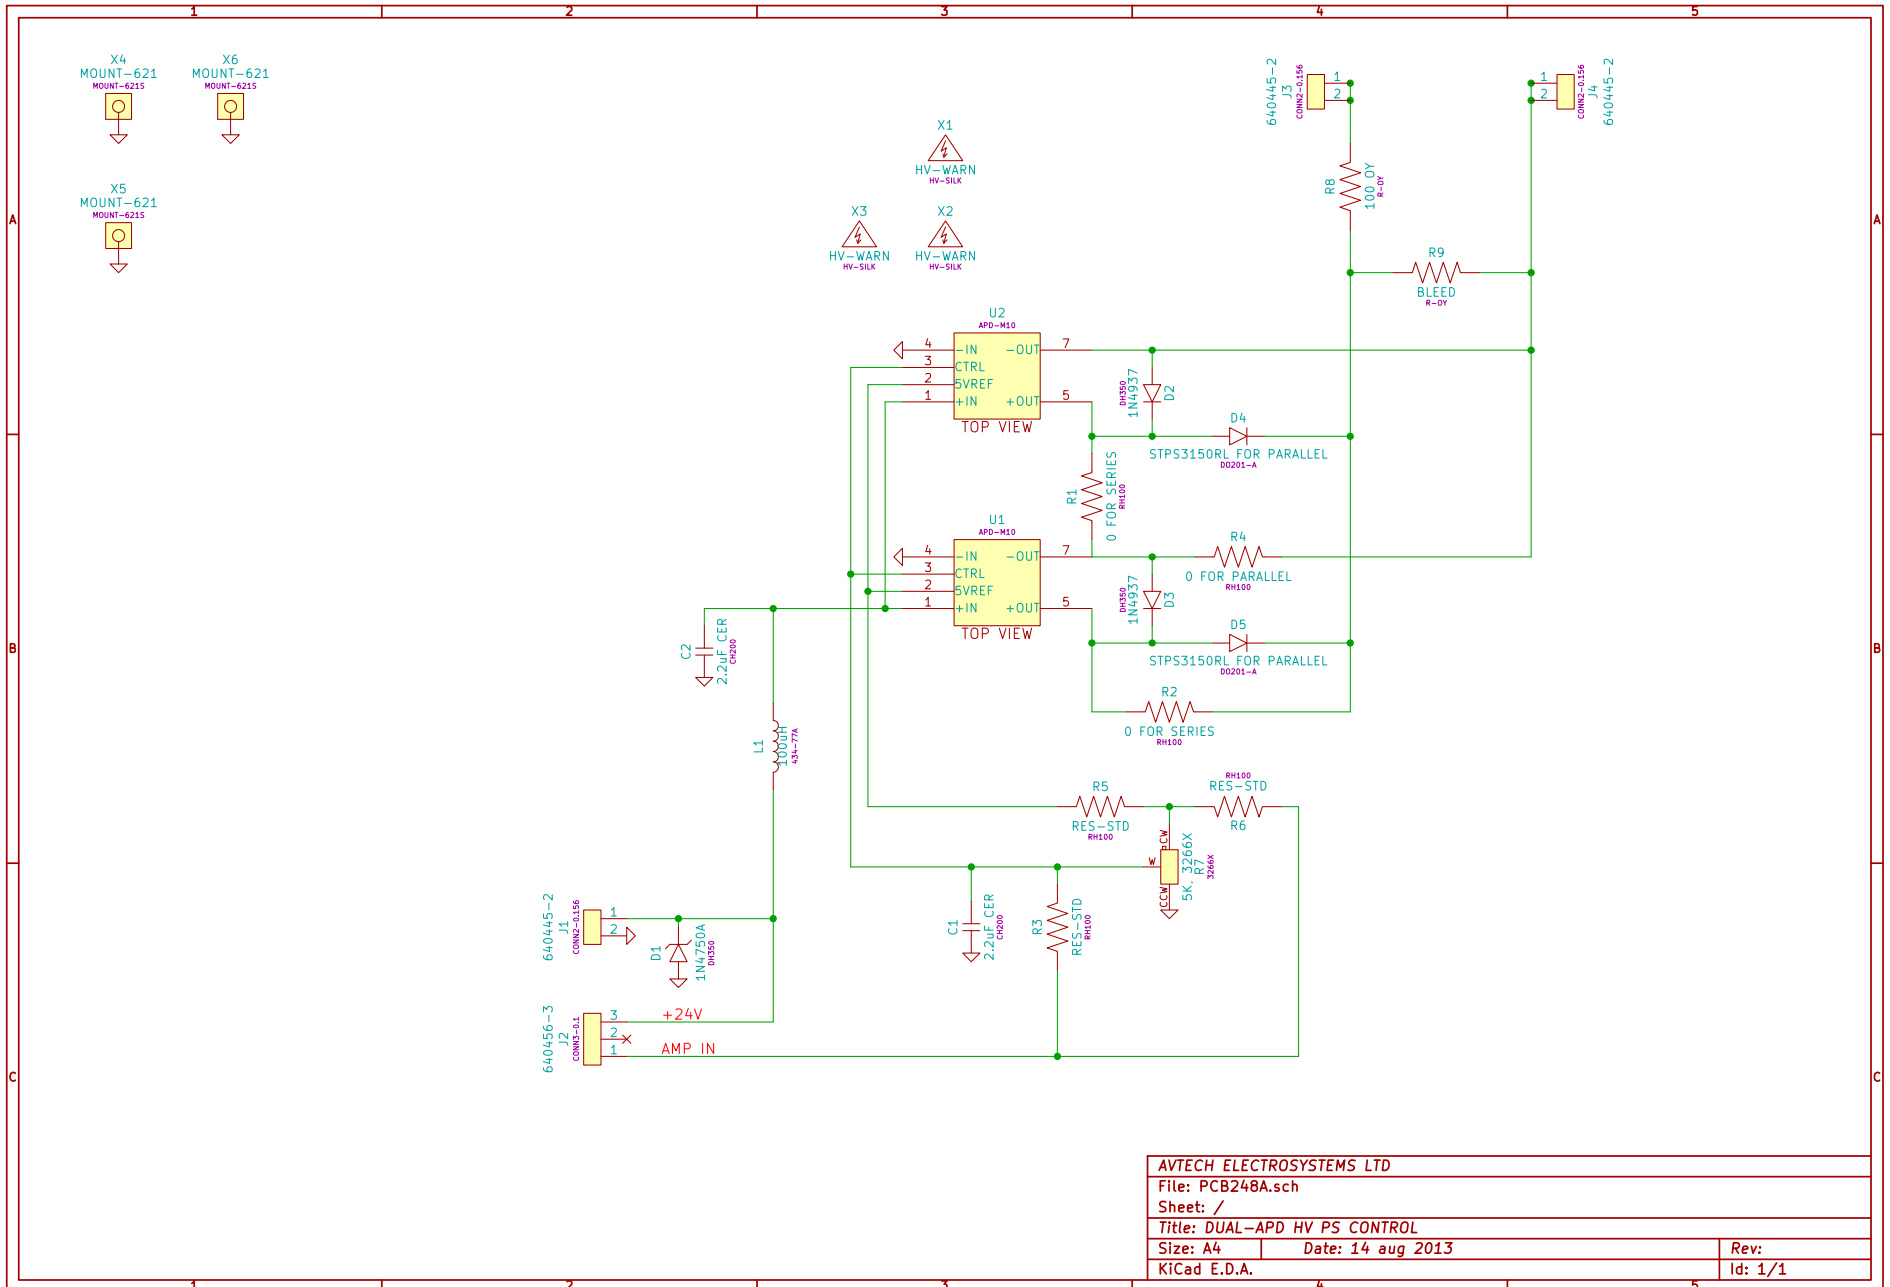 1 2 3 4 5
A
B
C
A
B
C
X4
MOUNT-621
MOUNT-621S
X6
MOUNT-621
MOUNT-621S
X5
MOUNT-621
MOUNT-621S
X1
HV-WARN
HV-SILK
X3
HV-WARN
HV-SILK
X2
HV-WARN
HV-SILK
640445-2
J3
CONN2-0.156
1
2
1
2
CONN2-0.156
J4
640445-2
R8
100 OY
R-OY
R9
BLEED
R-OY
U2
APD-M10
4 -IN -OUT 7
3 CTRL
2 5VREF
1 +IN +OUT 5
TOP VIEW
DH350
1N4937
D2
D4
STPS3150RL FOR PARALLEL
DO201-A
R1
0 FOR SERIES
RH100
U1
APD-M10
4 -IN -OUT 7
3 CTRL
2 5VREF
1 +IN +OUT 5
TOP VIEW
R4
0 FOR PARALLEL
RH100
DH350
1N4937
D3
D5
STPS3150RL FOR PARALLEL
DO201-A
R2
0 FOR SERIES
RH100
C2
2.2uF CER
CH200
L1
100uH
434-77A
R5
RES-STD
RH100
RH100
RES-STD
R6
CW
W
CCW
5K, 3266X
R7
3266X
C1
2.2uF CER
CH200
R3
RES-STD
RH100
640445-2
J1
CONN2-0.156
1
2
D1
1N4750A
DH350
640456-3
J2
CONN3-0.1
3 +24V
2
1 AMP IN
AVTECH ELECTROSYSTEMS LTD
File: PCB248A.sch
Sheet: /
Title: DUAL-APD HV PS CONTROL
Size: A4 Date: 14 aug 2013 Rev:
KiCad E.D.A. Id: 1/1
1 2 3 4 5